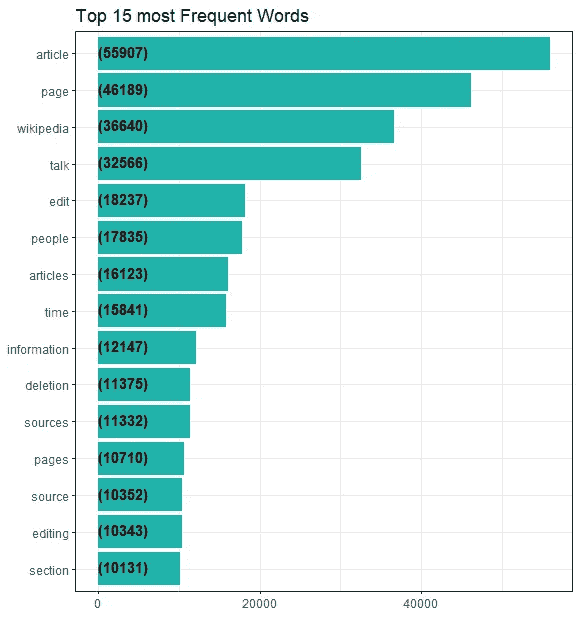 Top 15 most Frequent Words
article (55907)
page (46189)
wikipedia (36640)
talk (32566)
edit (18237)
people (17835)
articles (16123)
time (15841)
information (12147)
deletion (11375)
sources (11332)
pages (10710)
source (10352)
editing (10343)
section (10131)
0 20000 40000